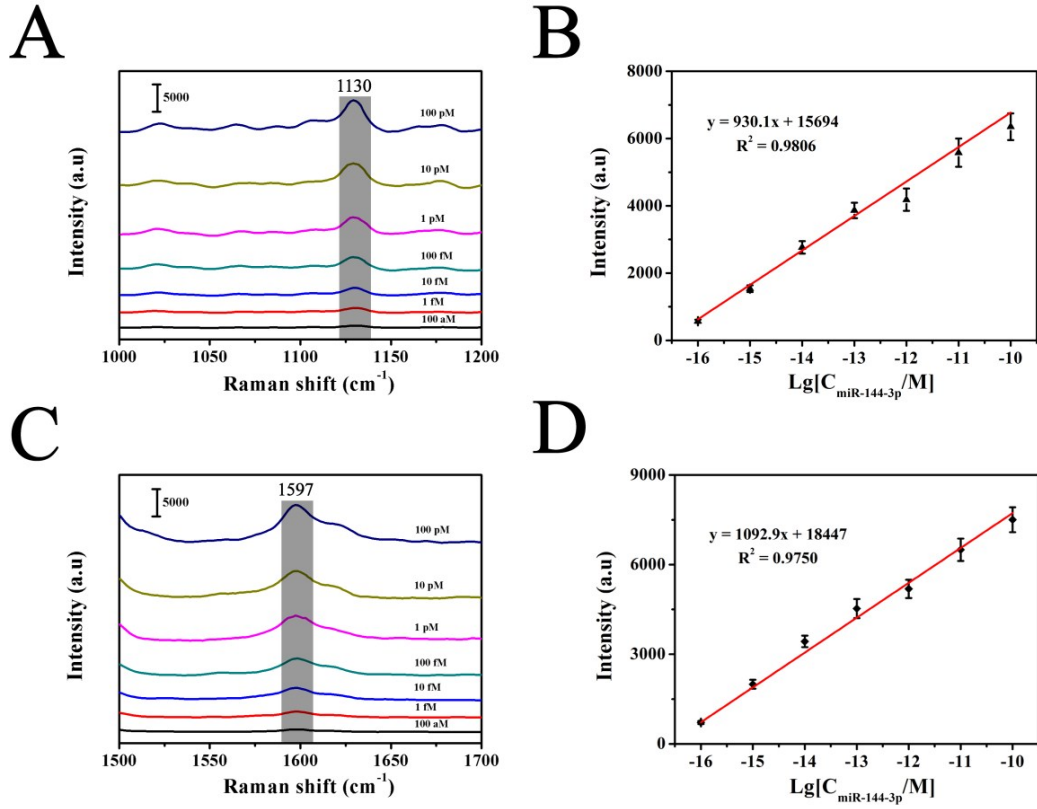 A
5000
1130
100 pM
10 pM
1 pM
100 fM
10 fM
1 fM
100 aM
1000
1050
1100
1150
1200
Intensity (a.u)
Raman shift (cm⁻¹)
B
8000
6000
4000
2000
0
y = 930.1x + 15694
R² = 0.9806
-16
-15
-14
-13
-12
-11
-10
Intensity (a.u)
Lg[C_miR-144-3p/M]
C
5000
1597
100 pM
10 pM
1 pM
100 fM
10 fM
1 fM
100 aM
1500
1550
1600
1650
1700
Intensity (a.u)
Raman shift (cm⁻¹)
D
9000
6000
3000
0
y = 1092.9x + 18447
R² = 0.9750
-16
-15
-14
-13
-12
-11
-10
Intensity (a.u)
Lg[C_miR-144-3p/M]